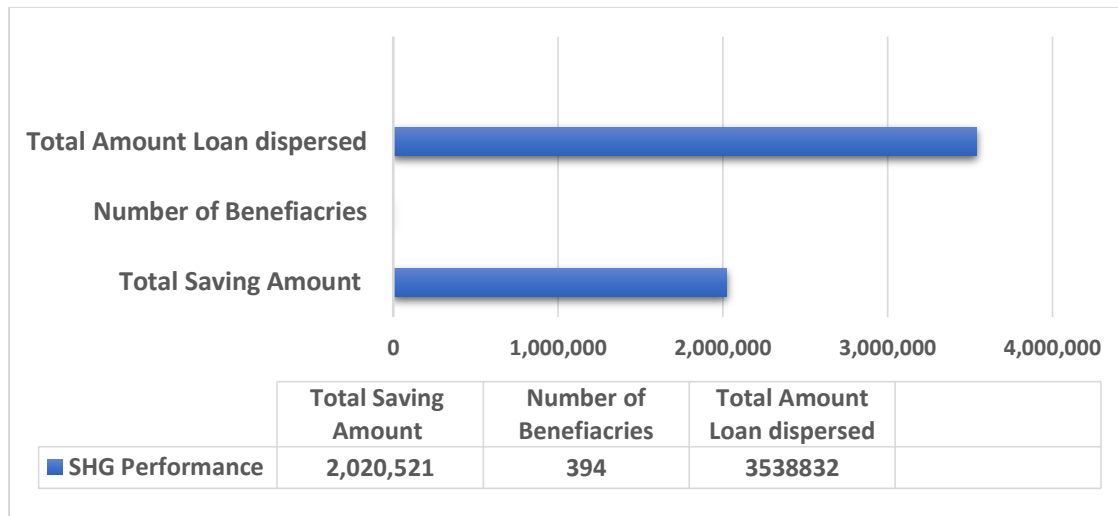 Total Amount Loan dispersed
Number of Benefiacries
Total Saving Amount
0 1,000,000 2,000,000 3,000,000 4,000,000
Total Saving Number of Total Amount
Amount Benefiacries Loan dispersed
SHG Performance 2,020,521 394 3538832